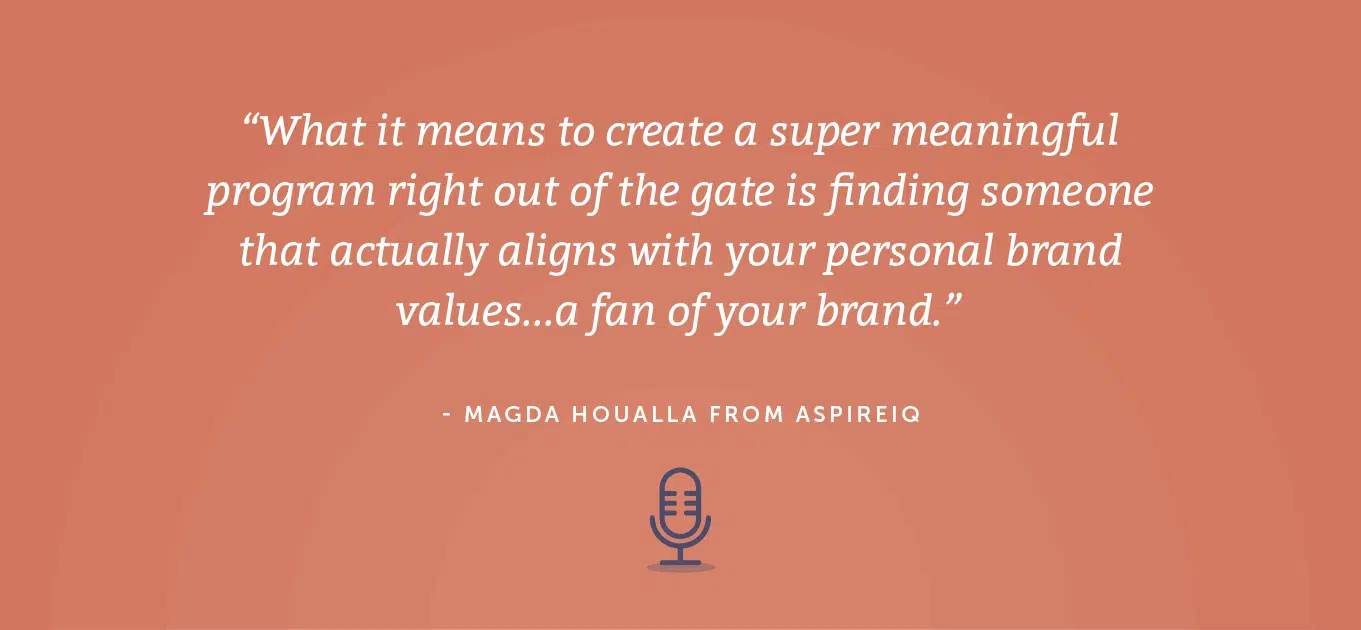 “What it means to create a super meaningful
program right out of the gate is finding someone
that actually aligns with your personal brand
values...a fan of your brand.”
- MAGDA HOUALLA FROM ASPIREIQ